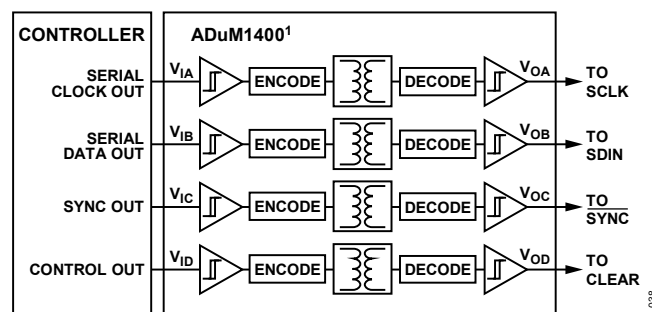 CONTROLLER
ADuM1400¹
SERIAL
CLOCK OUT
V_IA
ENCODE
DECODE
V_OA
TO
SCLK
SERIAL
DATA OUT
V_IB
ENCODE
DECODE
V_OB
TO
SDIN
SYNC OUT
V_IC
ENCODE
DECODE
V_OC
TO
SYNC
CONTROL OUT
V_ID
ENCODE
DECODE
V_OD
TO
CLEAR
038